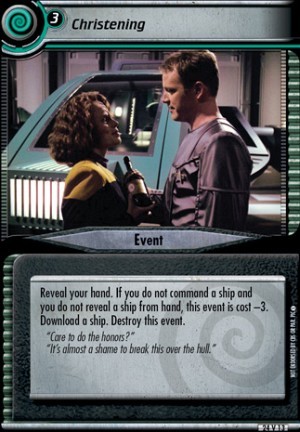 3
Christening
Event
Reveal your hand. If you do not command a ship and
you do not reveal a ship from hand, this event is cost –3.
Download a ship. Destroy this event.
"Care to do the honors?"
"It's almost a shame to break this over the hull."
24 V 13